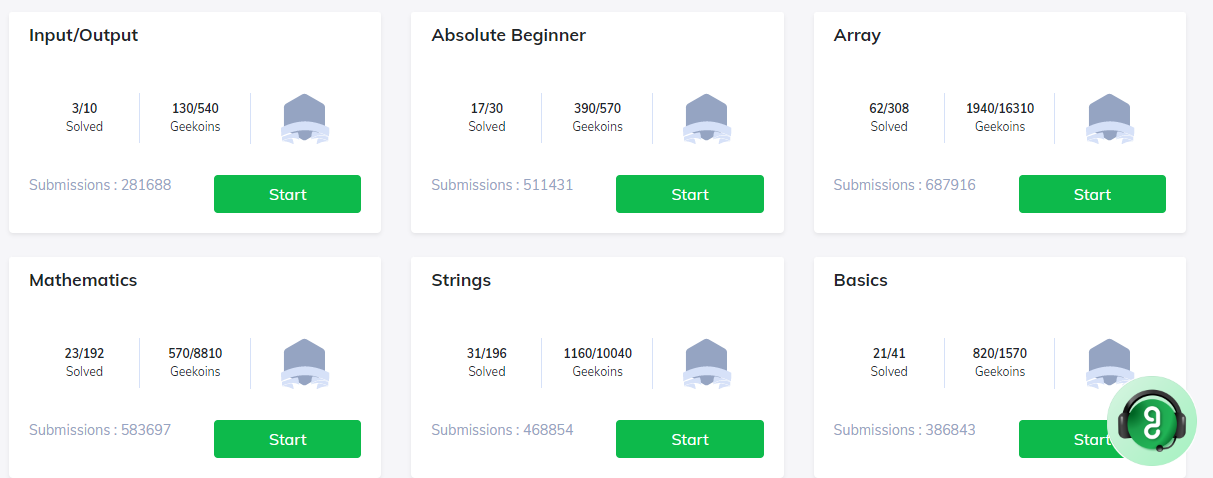 Input/Output
3/10
Solved
130/540
Geekoins
Submissions : 281688
Start
Absolute Beginner
17/30
Solved
390/570
Geekoins
Submissions : 511431
Start
Array
62/308
Solved
1940/16310
Geekoins
Submissions : 687916
Start
Mathematics
23/192
Solved
570/8810
Geekoins
Submissions : 583697
Start
Strings
31/196
Solved
1160/10040
Geekoins
Submissions : 468854
Start
Basics
21/41
Solved
820/1570
Geekoins
Submissions : 386843
Start